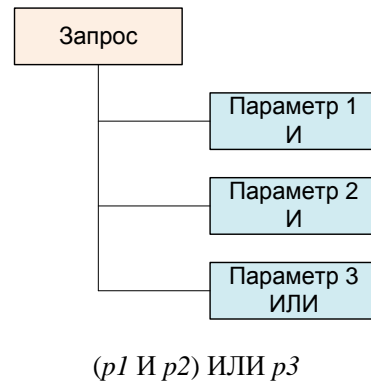 Запрос
Параметр 1
И
Параметр 2
И
Параметр 3
ИЛИ
(p1 И p2) ИЛИ p3